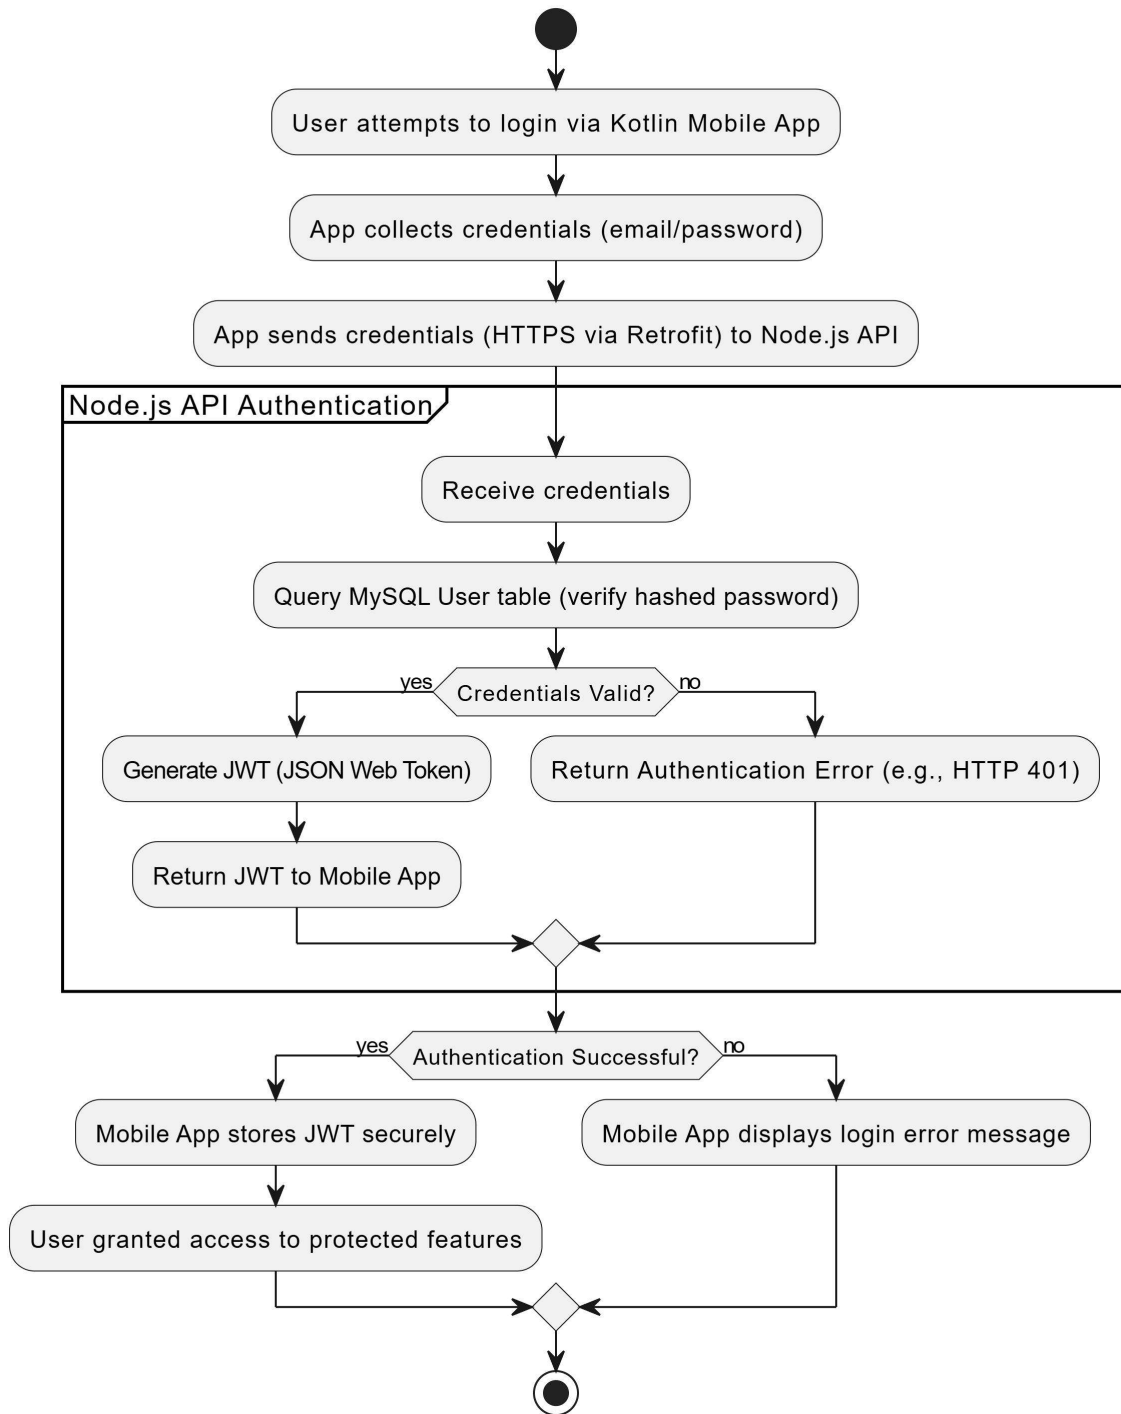 User attempts to login via Kotlin Mobile App
App collects credentials (email/password)
App sends credentials (HTTPS via Retrofit) to Node.js API
Node.js API Authentication
Receive credentials
Query MySQL User table (verify hashed password)
yes
Credentials Valid?
no
Generate JWT (JSON Web Token)
Return Authentication Error (e.g., HTTP 401)
Return JWT to Mobile App
yes
Authentication Successful?
no
Mobile App stores JWT securely
Mobile App displays login error message
User granted access to protected features